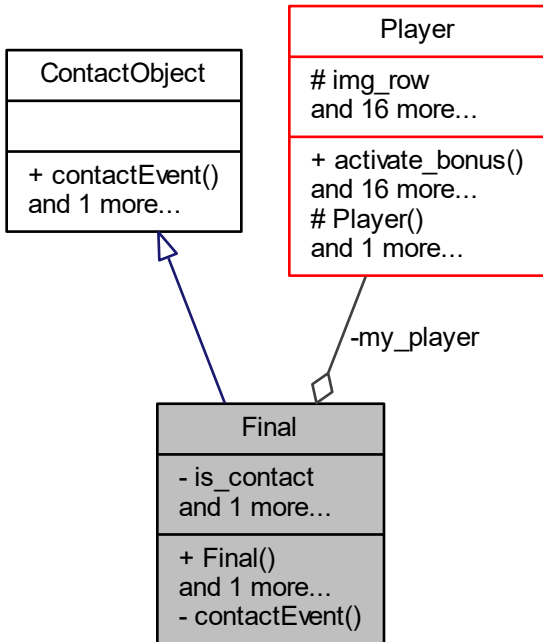 Player
# img_row
and 16 more...
+ activate_bonus()
and 16 more...
# Player()
and 1 more...
ContactObject
+ contactEvent()
and 1 more...
-my_player
Final
- is_contact
and 1 more...
+ Final()
and 1 more...
- contactEvent()